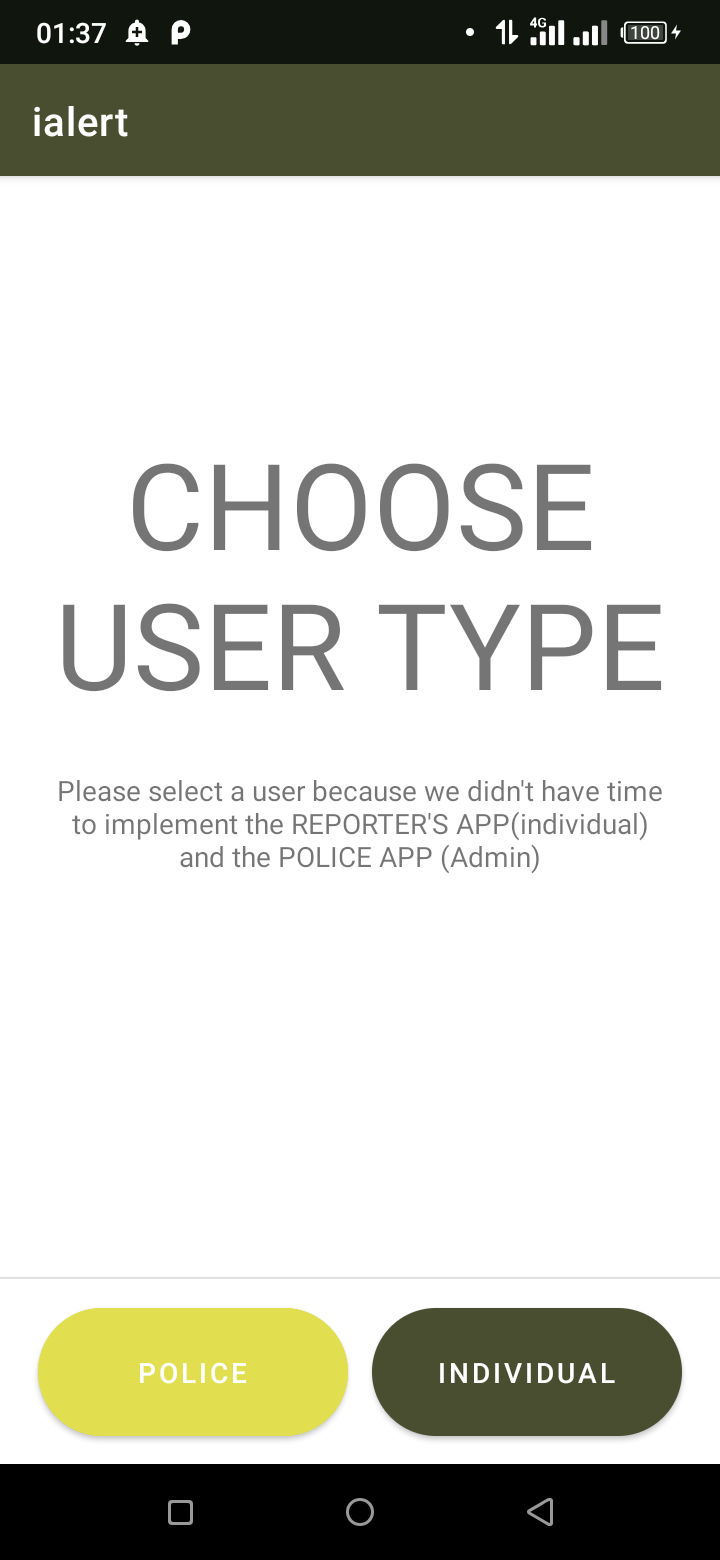 01:37
4G
100
ialert
CHOOSE
USER TYPE
Please select a user because we didn't have time
to implement the REPORTER'S APP(individual)
and the POLICE APP (Admin)
POLICE
INDIVIDUAL